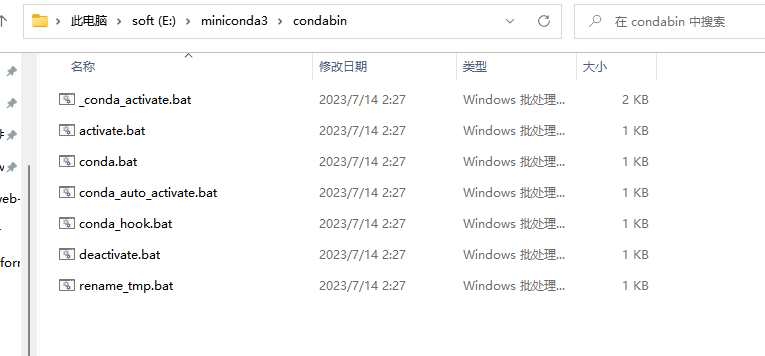 此电脑 > soft (E:) > miniconda3 > condabin
在 condabin 中搜索
名称 修改日期 类型 大小
_conda_activate.bat 2023/7/14 2:27 Windows 批处理... 2 KB
activate.bat 2023/7/14 2:27 Windows 批处理... 1 KB
conda.bat 2023/7/14 2:27 Windows 批处理... 1 KB
conda_auto_activate.bat 2023/7/14 2:27 Windows 批处理... 1 KB
conda_hook.bat 2023/7/14 2:27 Windows 批处理... 1 KB
deactivate.bat 2023/7/14 2:27 Windows 批处理... 1 KB
rename_tmp.bat 2023/7/14 2:27 Windows 批处理... 1 KB
web-
form